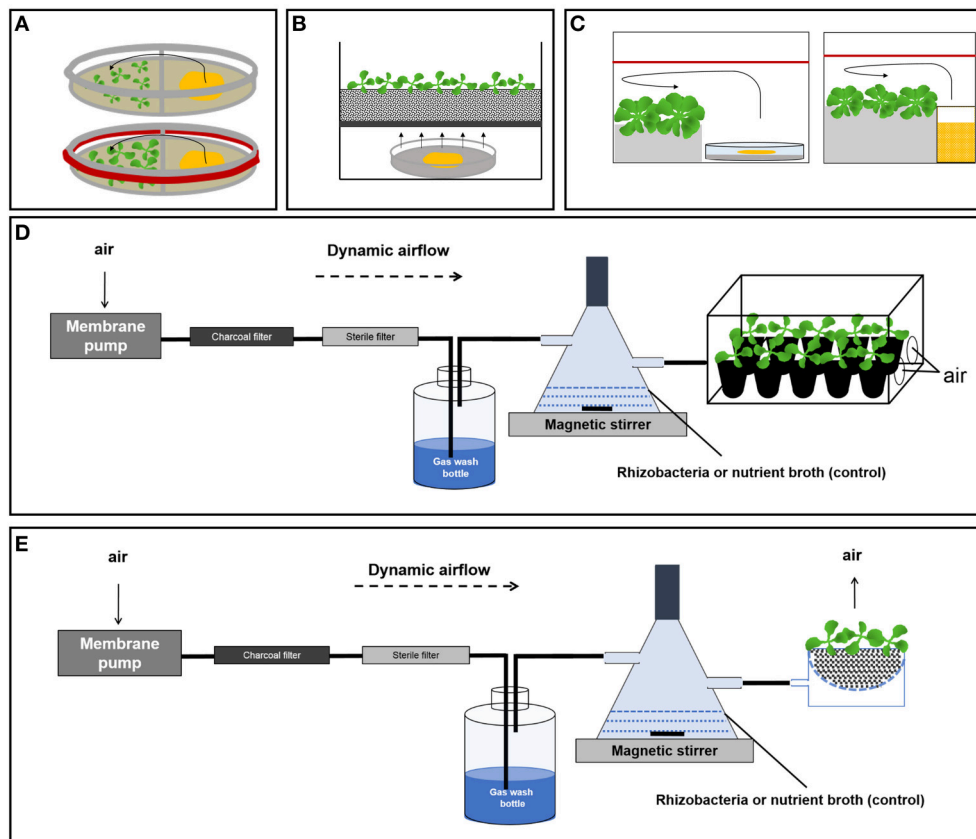 A
B
C
D
air
Dynamic airflow
Membrane
pump
Charcoal filter
Sterile filter
Gas wash
bottle
Magnetic stirrer
air
Rhizobacteria or nutrient broth (control)
E
air
Dynamic airflow
air
Membrane
pump
Charcoal filter
Sterile filter
Gas wash
bottle
Magnetic stirrer
Rhizobacteria or nutrient broth (control)